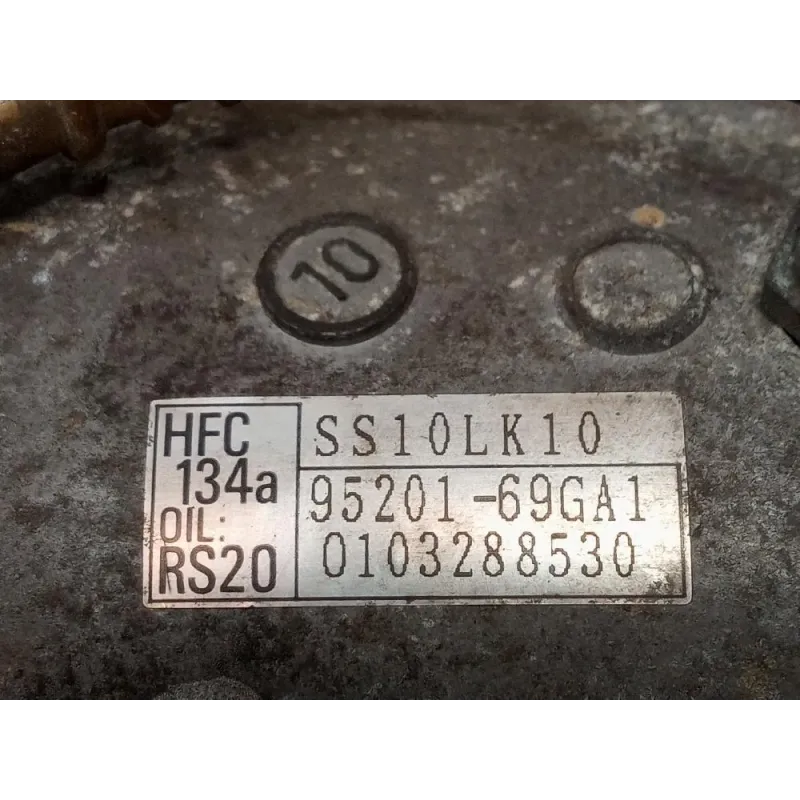 10
HFC
134a
OIL:
RS20
SS10LK10
95201-69GA1
0103288530